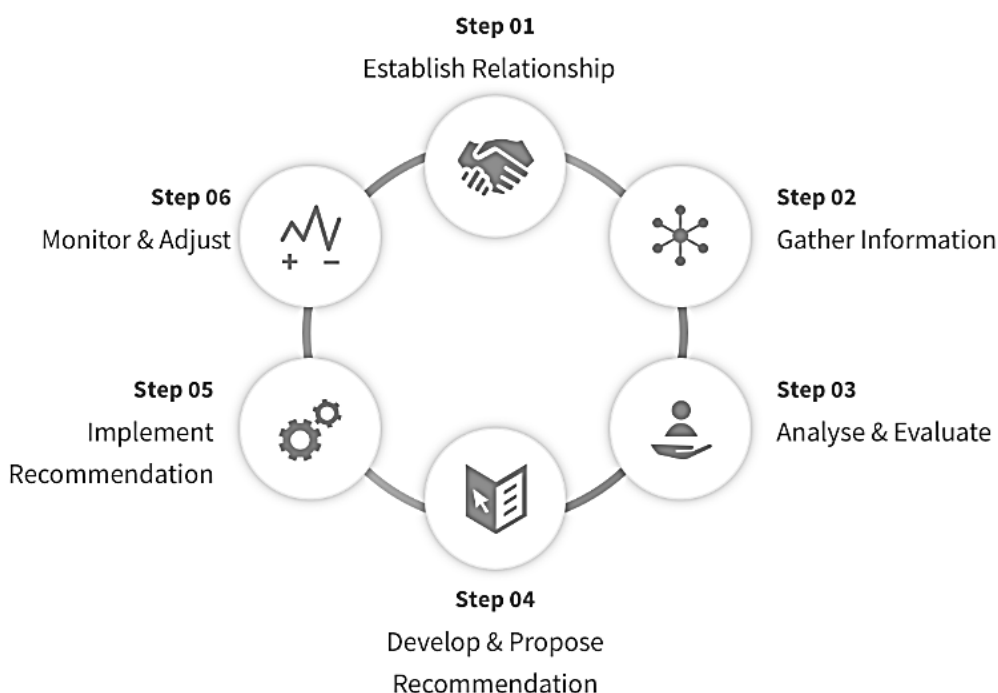 Step 01
Establish Relationship
Step 02
Gather Information
Step 03
Analyse & Evaluate
Step 04
Develop & Propose
Recommendation
Step 05
Implement
Recommendation
Step 06
Monitor & Adjust